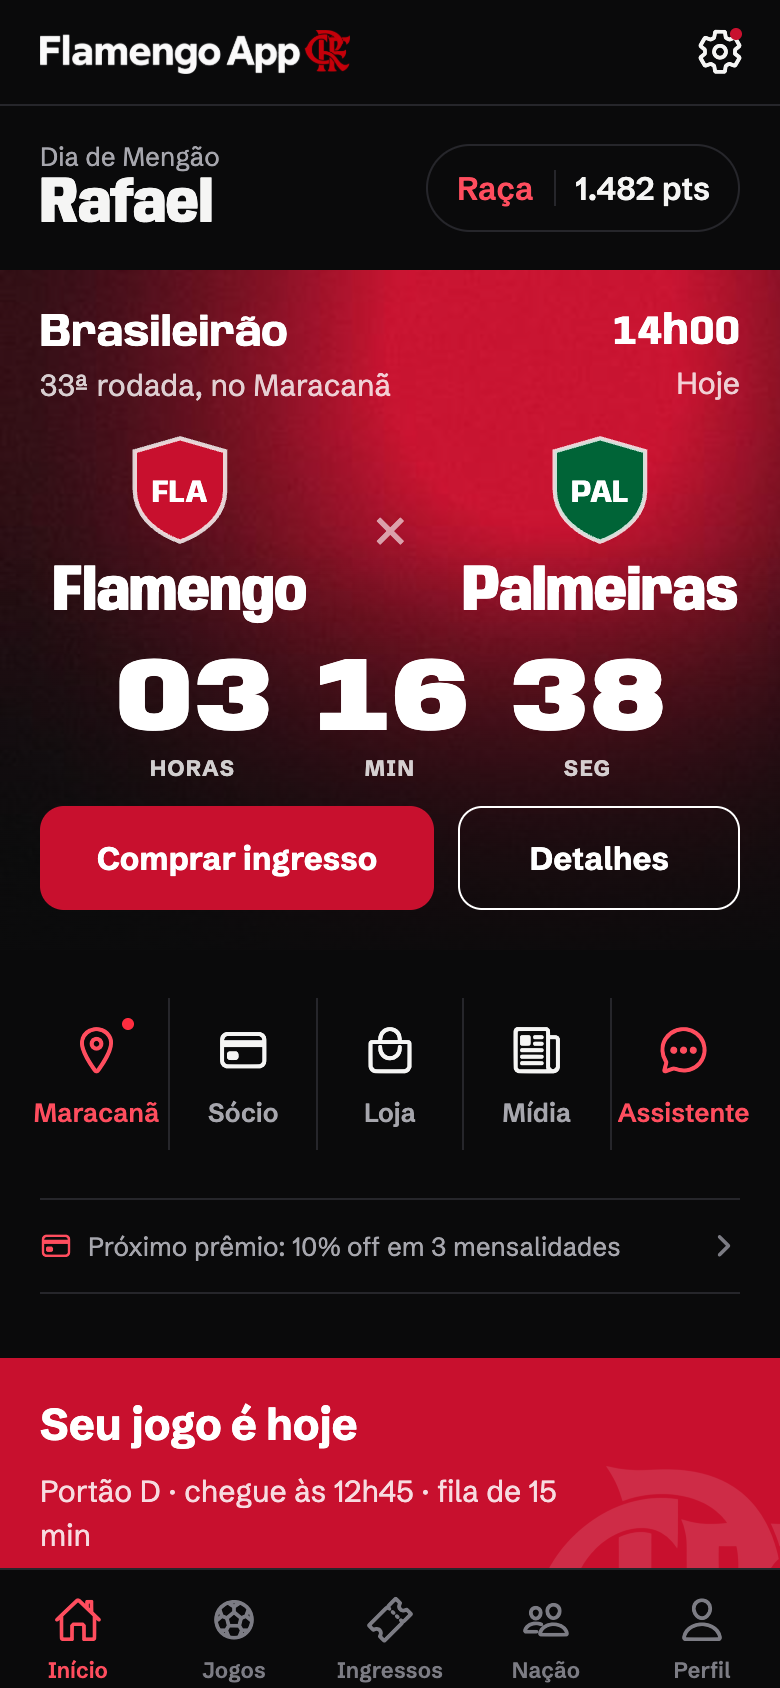 Flamengo App
Dia de Mengão
Rafael
Raça
1.482 pts
Brasileirão
14h00
33ª rodada, no Maracanã
Hoje
FLA
PAL
×
Flamengo
Palmeiras
03 16 38
HORAS MIN SEG
Comprar ingresso
Detalhes
Maracanã
Sócio
Loja
Mídia
Assistente
Próximo prêmio: 10% off em 3 mensalidades
Seu jogo é hoje
Portão D · chegue às 12h45 · fila de 15
min
Início
Jogos
Ingressos
Nação
Perfil